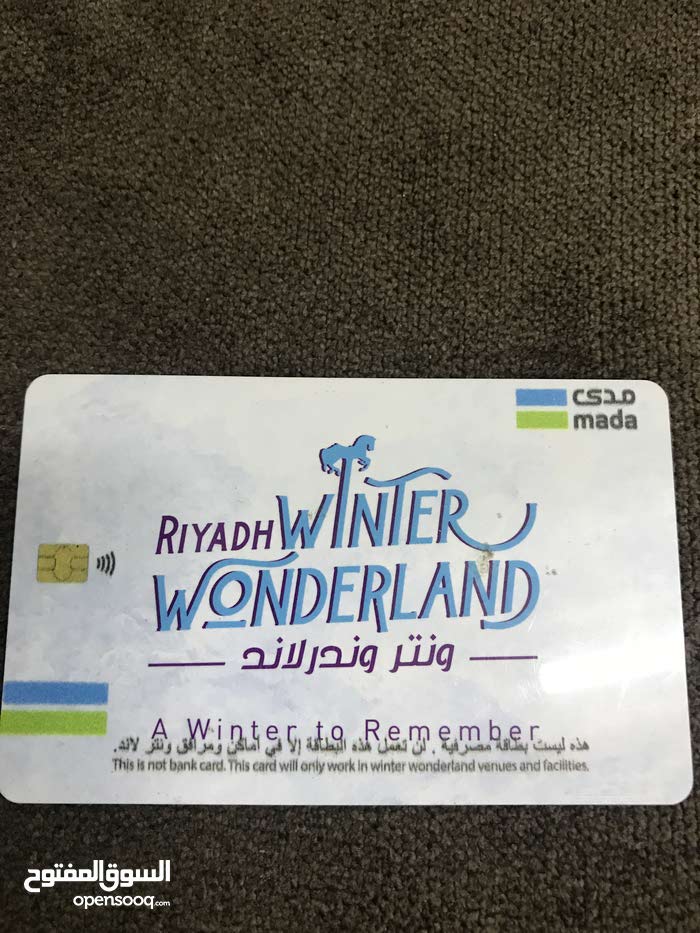 مدى
mada
RIYADH WINTER
WONDERLAND
ونتر وندرلاند
A Winter to Remember
هذه ليست بطاقة مصرفية . لن تعمل هذه البطاقة إلا في أماكن ومرافق ونتر لاند.
This is not bank card. This card will only work in winter wonderland venues and facilities.
السوق المفتوح
opensooq.com